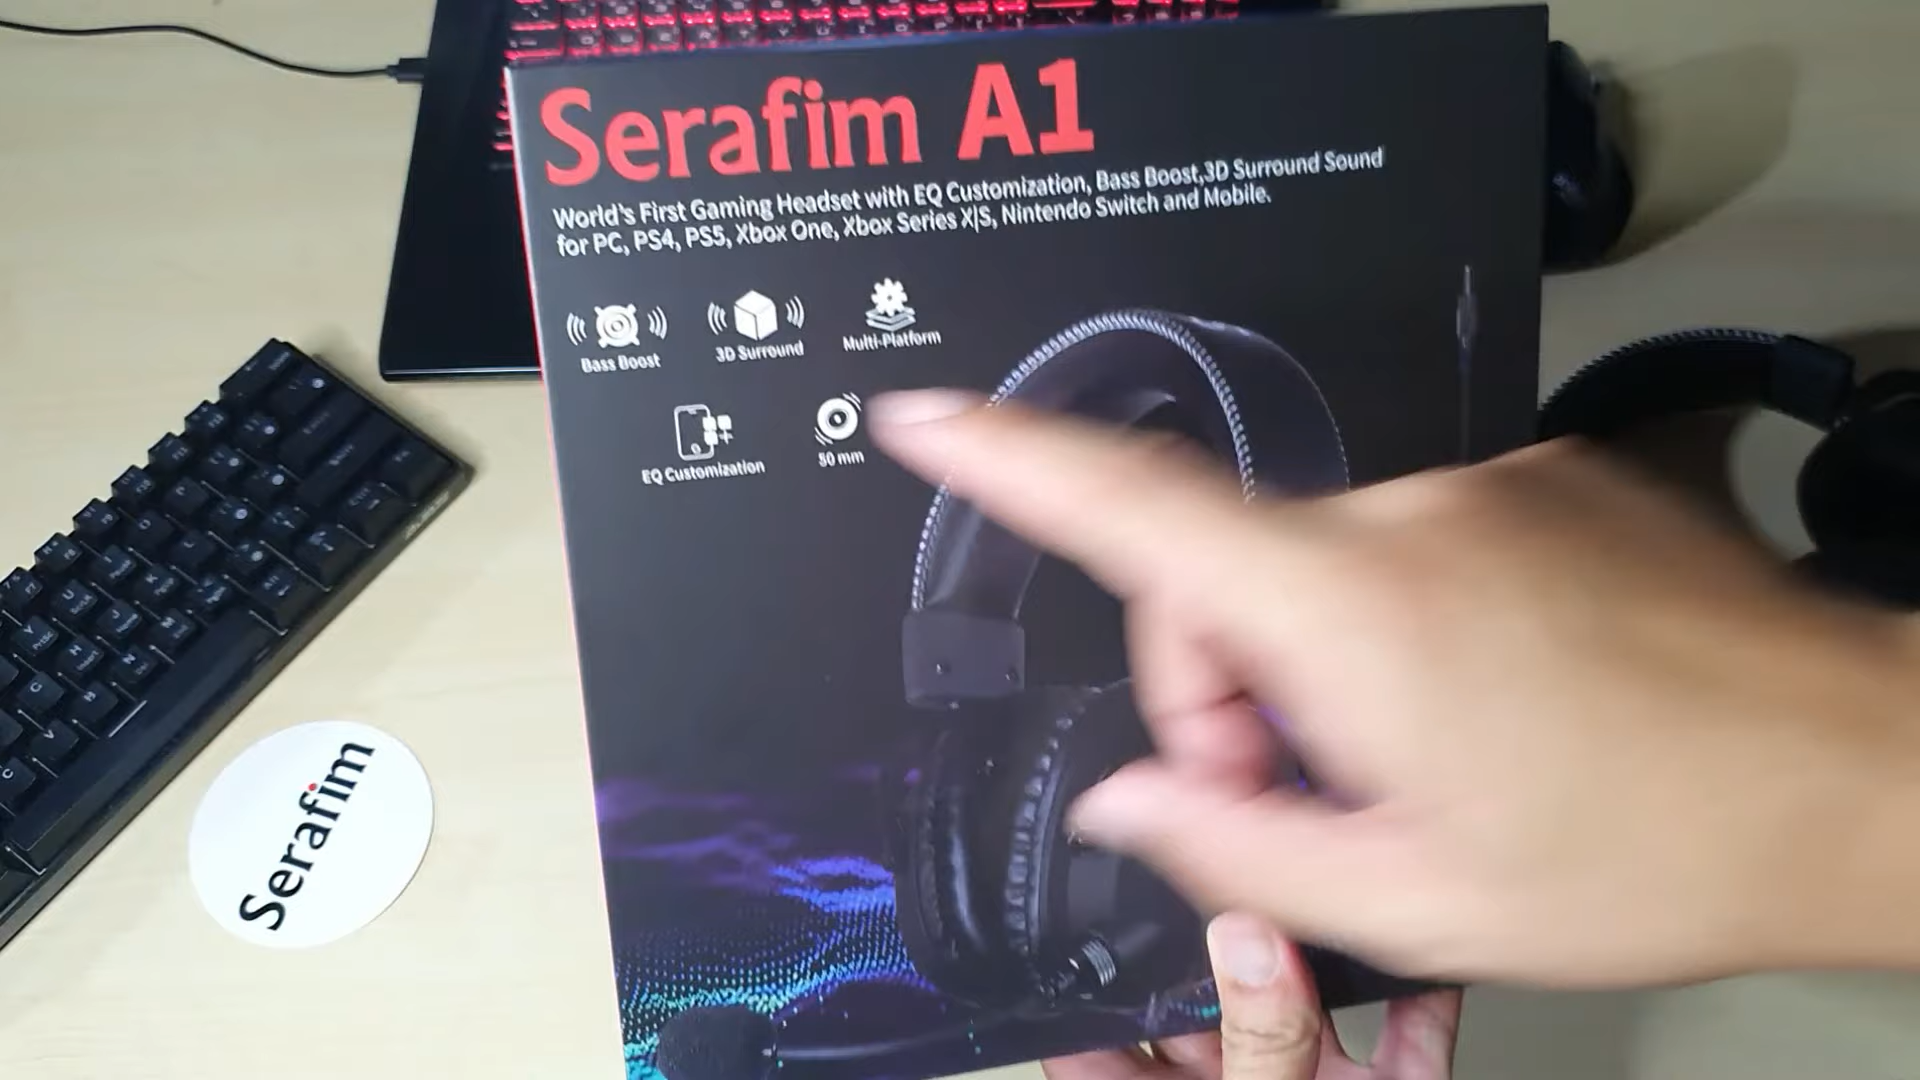 Serafim A1
World's First Gaming Headset with EQ Customization, Bass Boost,3D Surround Sound
for PC, PS4, PS5, Xbox One, Xbox Series X|S, Nintendo Switch and Mobile.
Bass Boost
3D Surround
Multi-Platform
EQ Customization
50 mm
Serafim